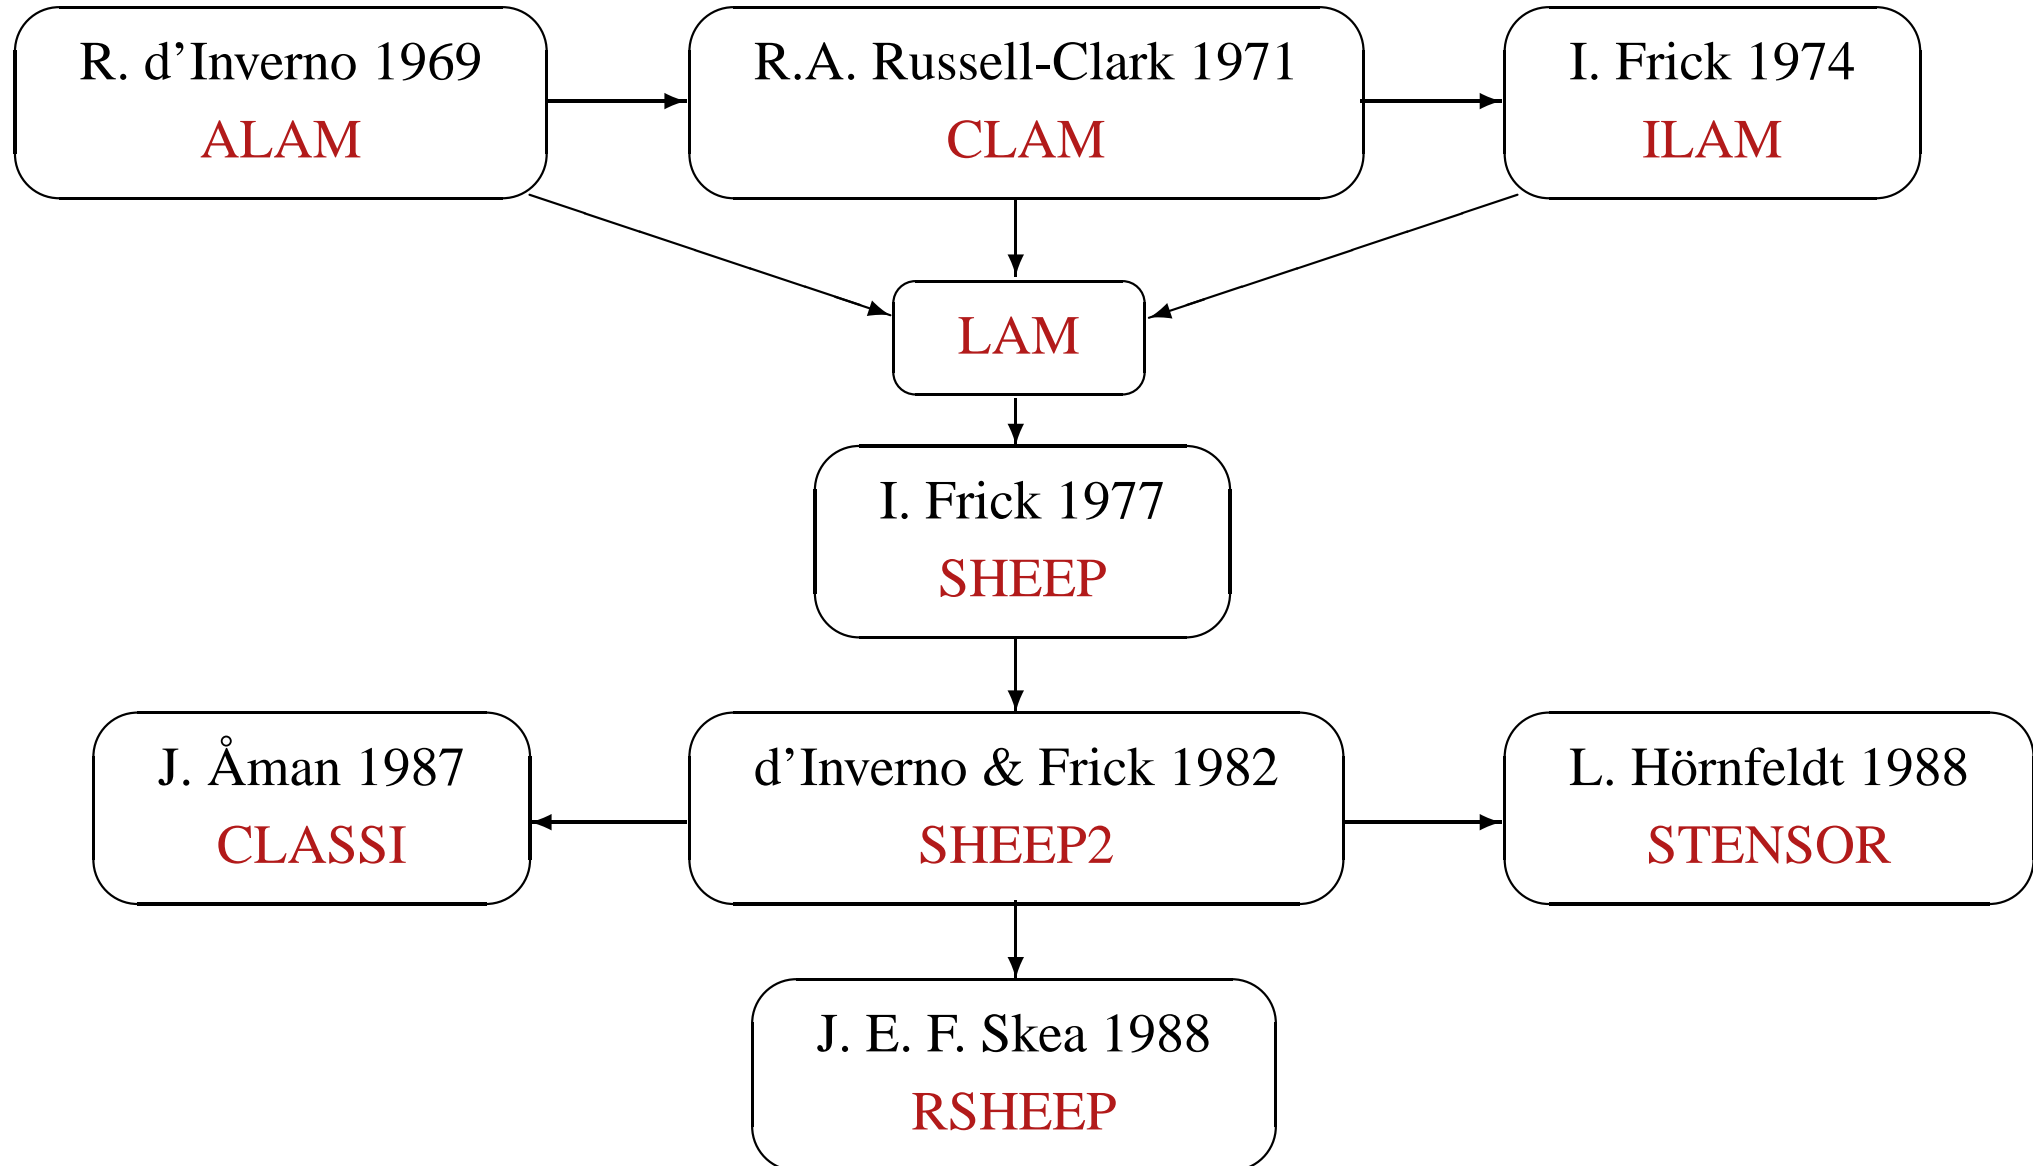 R. d’Inverno 1969
ALAM
R.A. Russell-Clark 1971
CLAM
I. Frick 1974
ILAM
LAM
I. Frick 1977
SHEEP
J. Åman 1987
CLASSI
d’Inverno & Frick 1982
SHEEP2
L. Hörnfeldt 1988
STENSOR
J. E. F. Skea 1988
RSHEEP